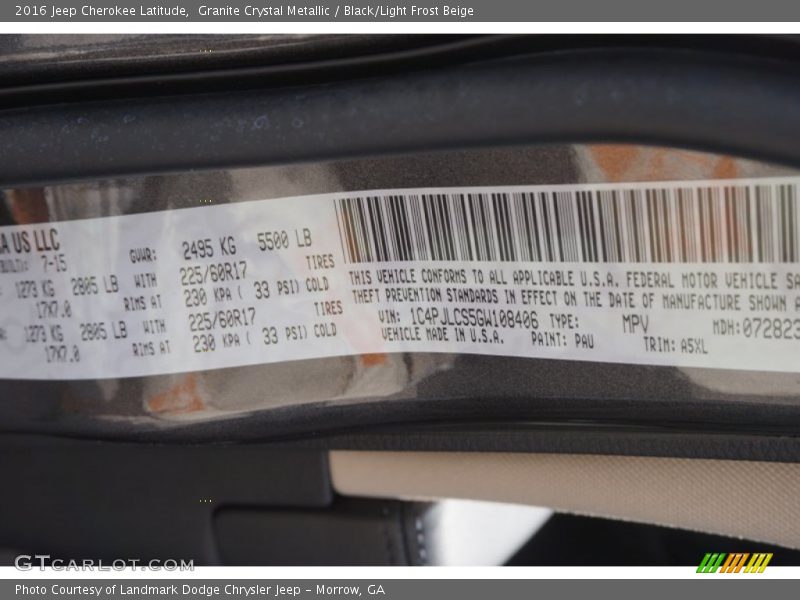 2016 Jeep Cherokee Latitude, Granite Crystal Metallic / Black/Light Frost Beige
US LLC
7-15
GVWR: 2495 KG 5500 LB
1273 KG 2805 LB WITH 225/60R17 TIRES
17X7.0 RIMS AT 230 KPA ( 33 PSI) COLD
1273 KG 2805 LB WITH 225/60R17 TIRES
17X7.0 RIMS AT 230 KPA ( 33 PSI) COLD
THIS VEHICLE CONFORMS TO ALL APPLICABLE U.S.A. FEDERAL MOTOR VEHICLE SA
THEFT PREVENTION STANDARDS IN EFFECT ON THE DATE OF MANUFACTURE SHOWN A
VIN: 1C4PJLCS5GW108406 TYPE: MPV MDH: 072823
VEHICLE MADE IN U.S.A. PAINT: PAU TRIM: A5XL
GTCARLOT.COM
Photo Courtesy of Landmark Dodge Chrysler Jeep - Morrow, GA